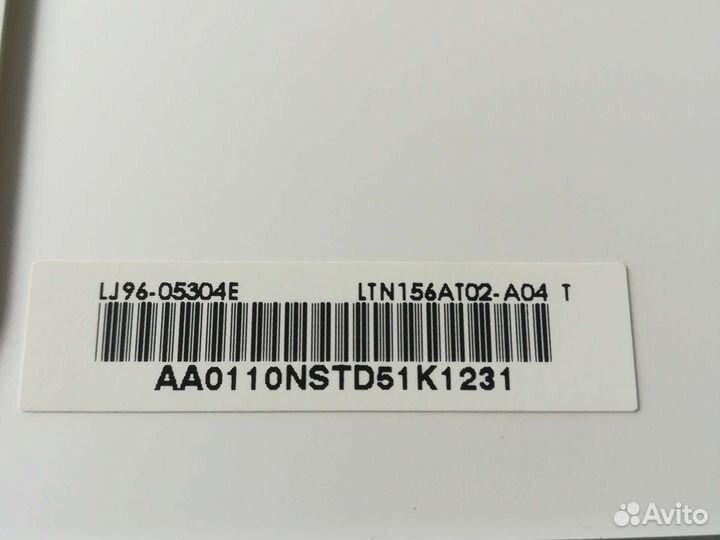 LJ96-05304E LTN156AT02-A04 T
AA0110NSTD51K1231
Avito